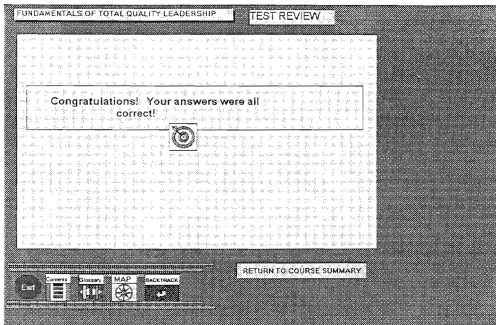 FUNDAMENTALS OF TOTAL QUALITY LEADERSHIP
TEST REVIEW
Congratulations! Your answers were all
correct!
RETURN TO COURSE SUMMARY
Exit
Contents
Glossary
MAP
BACKTRACK